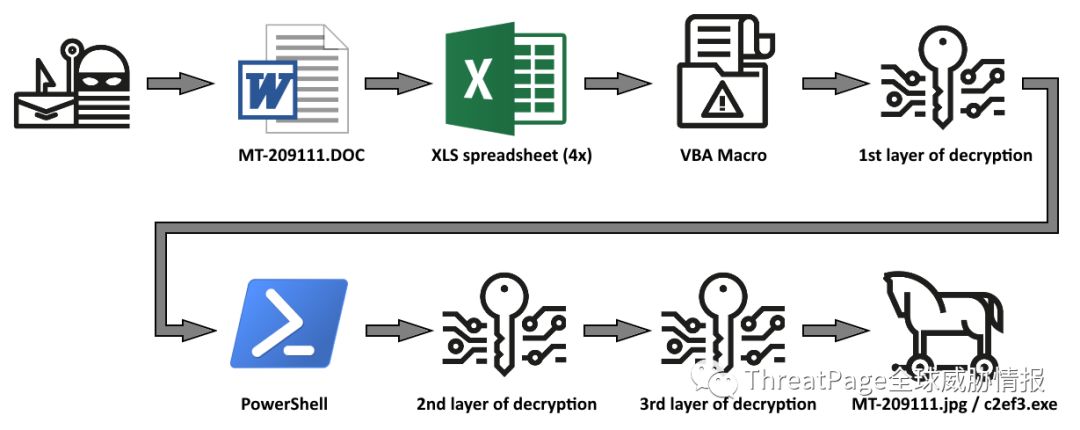 W
X
MT-209111.DOC
XLS spreadsheet (4x)
VBA Macro
1st layer of decryption
ThreatPage全球威胁情报
PowerShell
2nd layer of decryption
3rd layer of decryption
MT-209111.jpg / c2ef3.exe